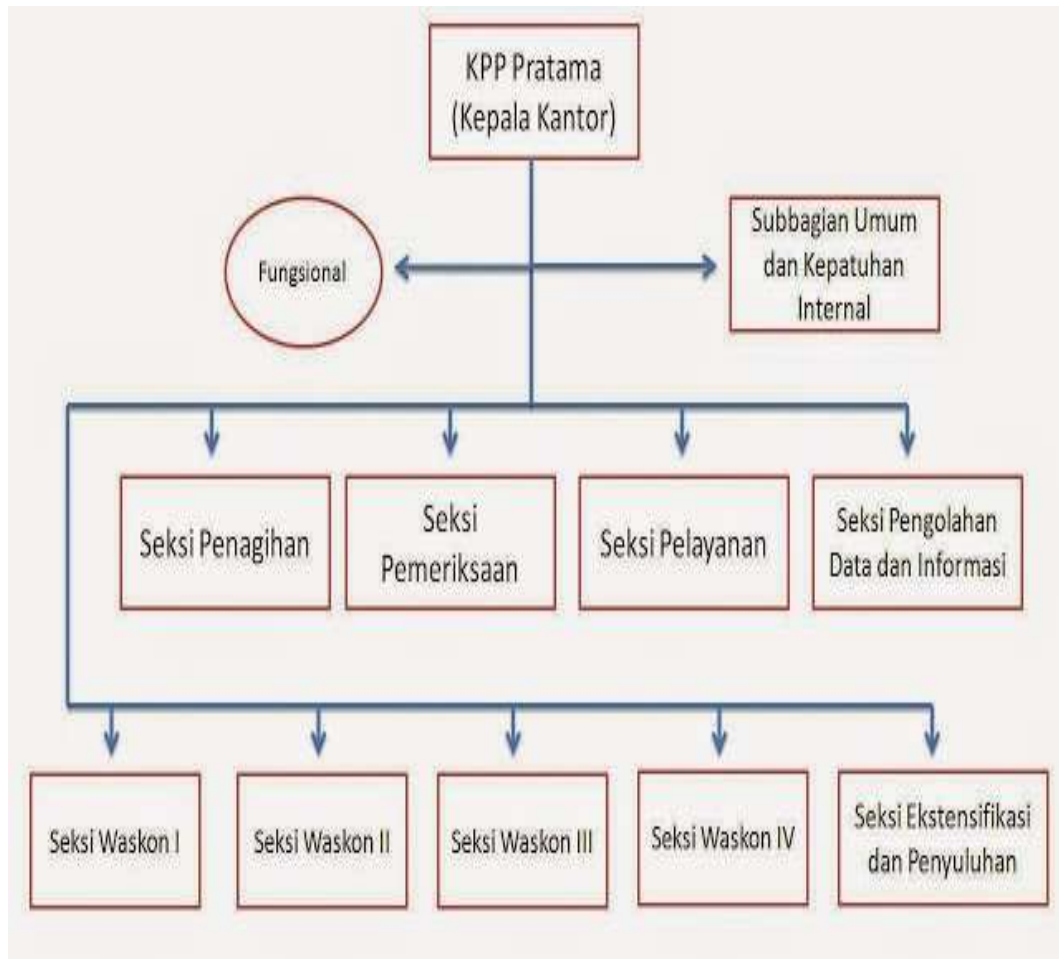 KPP Pratama
(Kepala Kantor)
Fungsional
Subbagian Umum
dan Kepatuhan
Internal
Seksi Penagihan
Seksi
Pemeriksaan
Seksi Pelayanan
Seksi Pengolahan
Data dan Informasi
Seksi Waskon I
Seksi Waskon II
Seksi Waskon III
Seksi Waskon IV
Seksi Ekstensifikasi
dan Penyuluhan